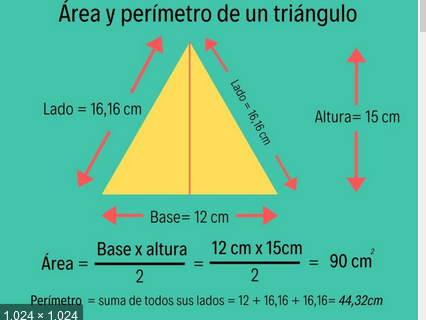 Área y perímetro de un triángulo
Lado = 16,16 cm
Lado = 16,16 cm
Altura= 15 cm
Base= 12 cm
Área = Base x altura / 2 = 12 cm x 15cm / 2 = 90 cm²
Perímetro = suma de todos sus lados = 12 + 16,16 + 16,16= 44,32cm
1.024 × 1.024